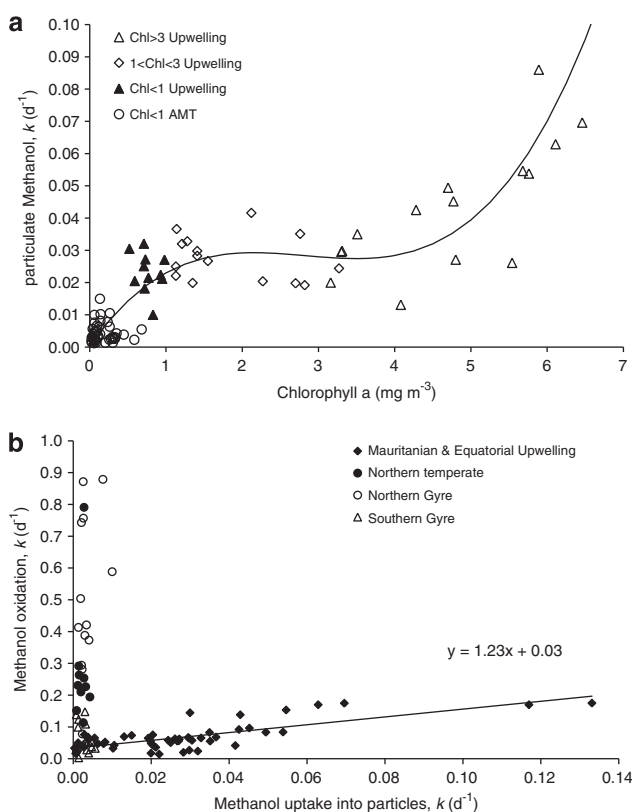 a
0.10
0.09
0.08
0.07
0.06
0.05
0.04
0.03
0.02
0.01
0.00
particulate Methanol, k (d-1)
Chl>3 Upwelling
1<Chl<3 Upwelling
Chl<1 Upwelling
Chl<1 AMT
0 1 2 3 4 5 6 7
Chlorophyll a (mg m-3)
b
1.0
0.9
0.8
0.7
0.6
0.5
0.4
0.3
0.2
0.1
0.0
Methanol oxidation, k (d-1)
Mauritanian & Equatorial Upwelling
Northern temperate
Northern Gyre
Southern Gyre
y = 1.23x + 0.03
0.00 0.02 0.04 0.06 0.08 0.10 0.12 0.14
Methanol uptake into particles, k (d-1)